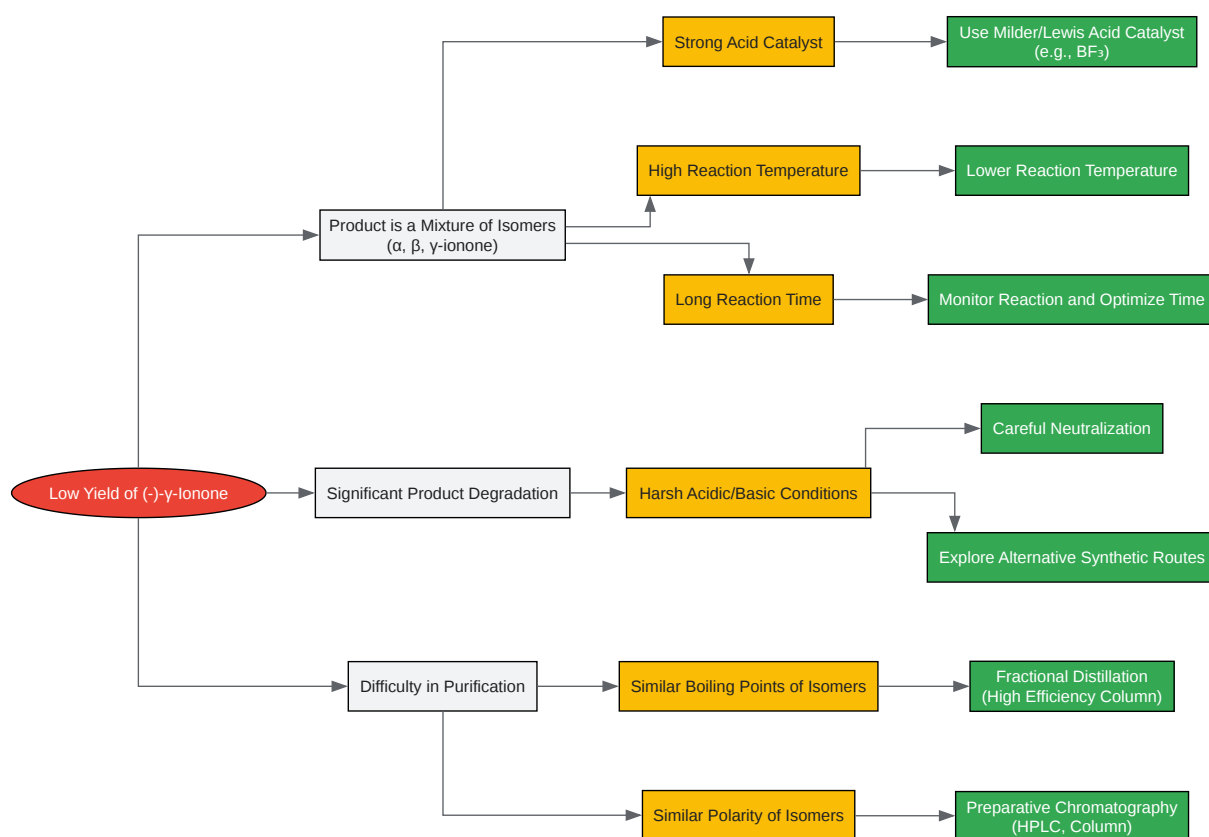 Strong Acid Catalyst
Use Milder/Lewis Acid Catalyst
(e.g., BF₃)
High Reaction Temperature
Lower Reaction Temperature
Product is a Mixture of Isomers
(α, β, γ-ionone)
Long Reaction Time
Monitor Reaction and Optimize Time
Careful Neutralization
Low Yield of (-)-γ-Ionone
Significant Product Degradation
Harsh Acidic/Basic Conditions
Explore Alternative Synthetic Routes
Difficulty in Purification
Similar Boiling Points of Isomers
Fractional Distillation
(High Efficiency Column)
Similar Polarity of Isomers
Preparative Chromatography
(HPLC, Column)